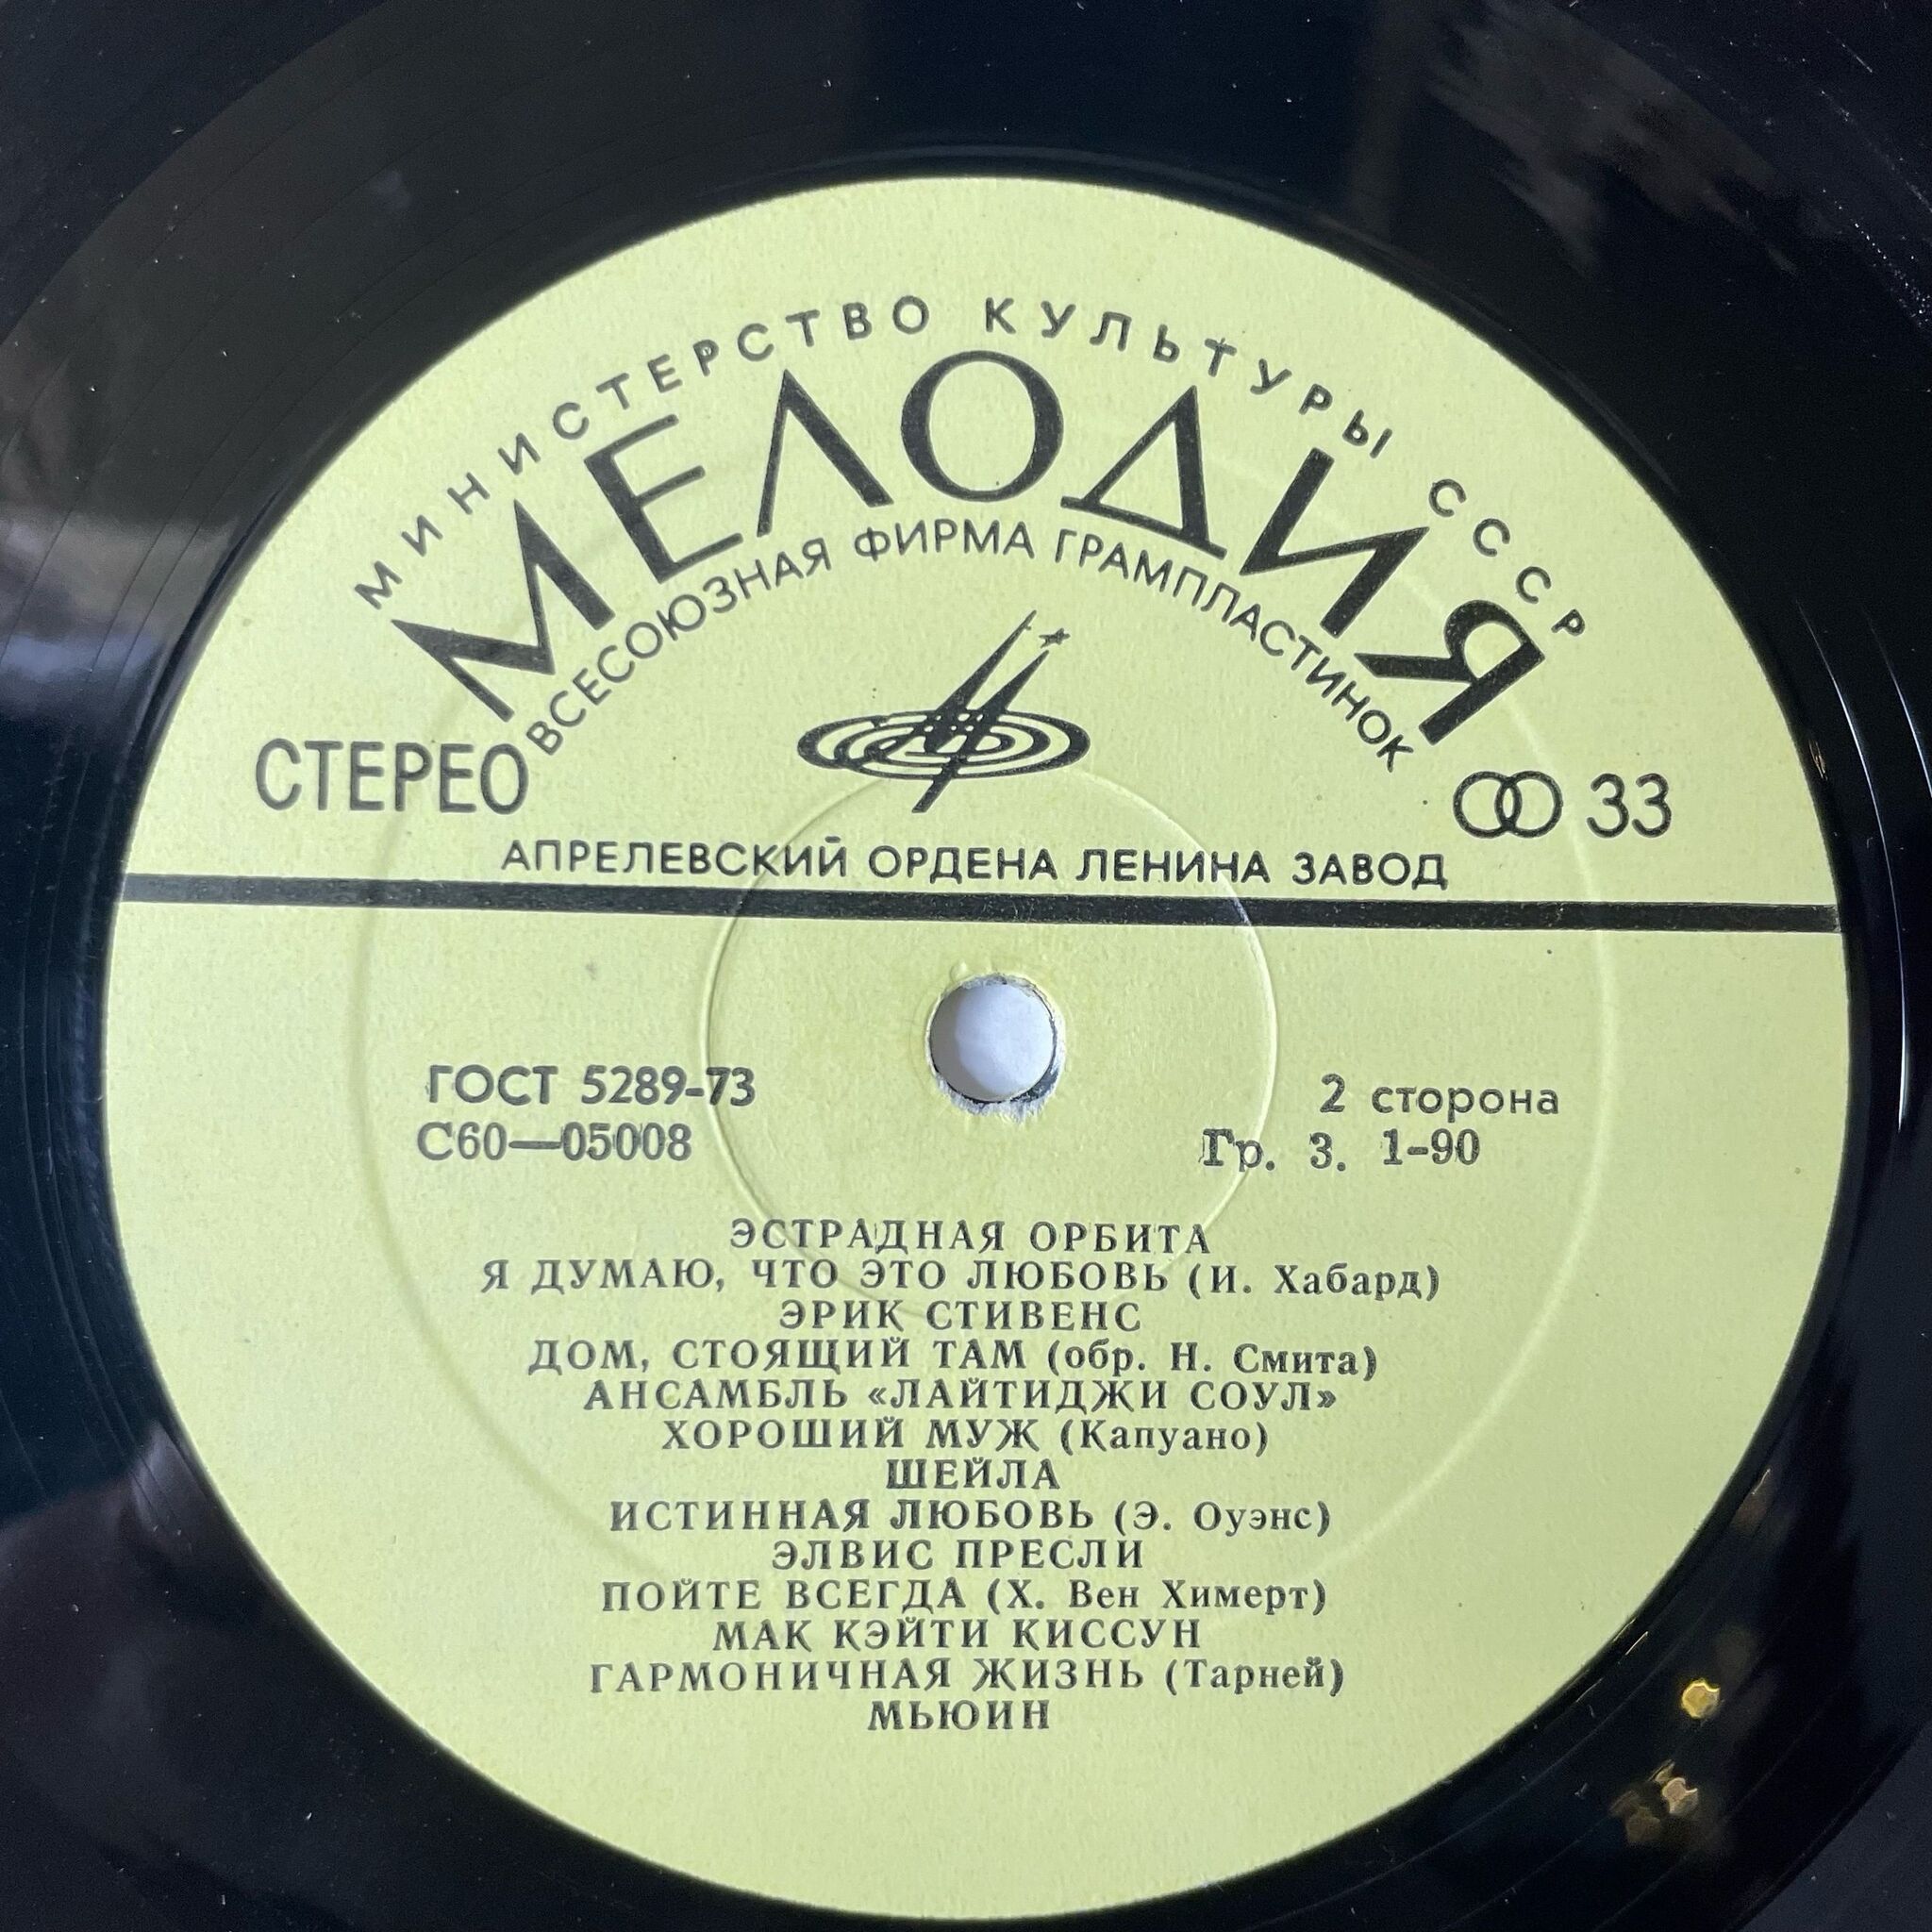 МИНИСТЕРСТВО КУЛЬТУРЫ СССР
МЕЛОДИЯ
ВСЕСОЮЗНАЯ ФИРМА ГРАМПЛАСТИНОК
СТЕРЕО
33
АПРЕЛЕВСКИЙ ОРДЕНА ЛЕНИНА ЗАВОД
ГОСТ 5289-73
2 сторона
С60—05008
Гр. 3. 1-90
ЭСТРАДНАЯ ОРБИТА
Я ДУМАЮ, ЧТО ЭТО ЛЮБОВЬ (И. Хабард)
ЭРИК СТИВЕНС
ДОМ, СТОЯЩИЙ ТАМ (обр. Н. Смита)
АНСАМБЛЬ «ЛАЙТИДЖИ СОУЛ»
ХОРОШИЙ МУЖ (Капуано)
ШЕЙЛА
ИСТИННАЯ ЛЮБОВЬ (Э. Оуэнс)
ЭЛВИС ПРЕСЛИ
ПОЙТЕ ВСЕГДА (Х. Вен Химерт)
МАК КЭЙТИ КИССУН
ГАРМОНИЧНАЯ ЖИЗНЬ (Тарней)
МЬЮИН